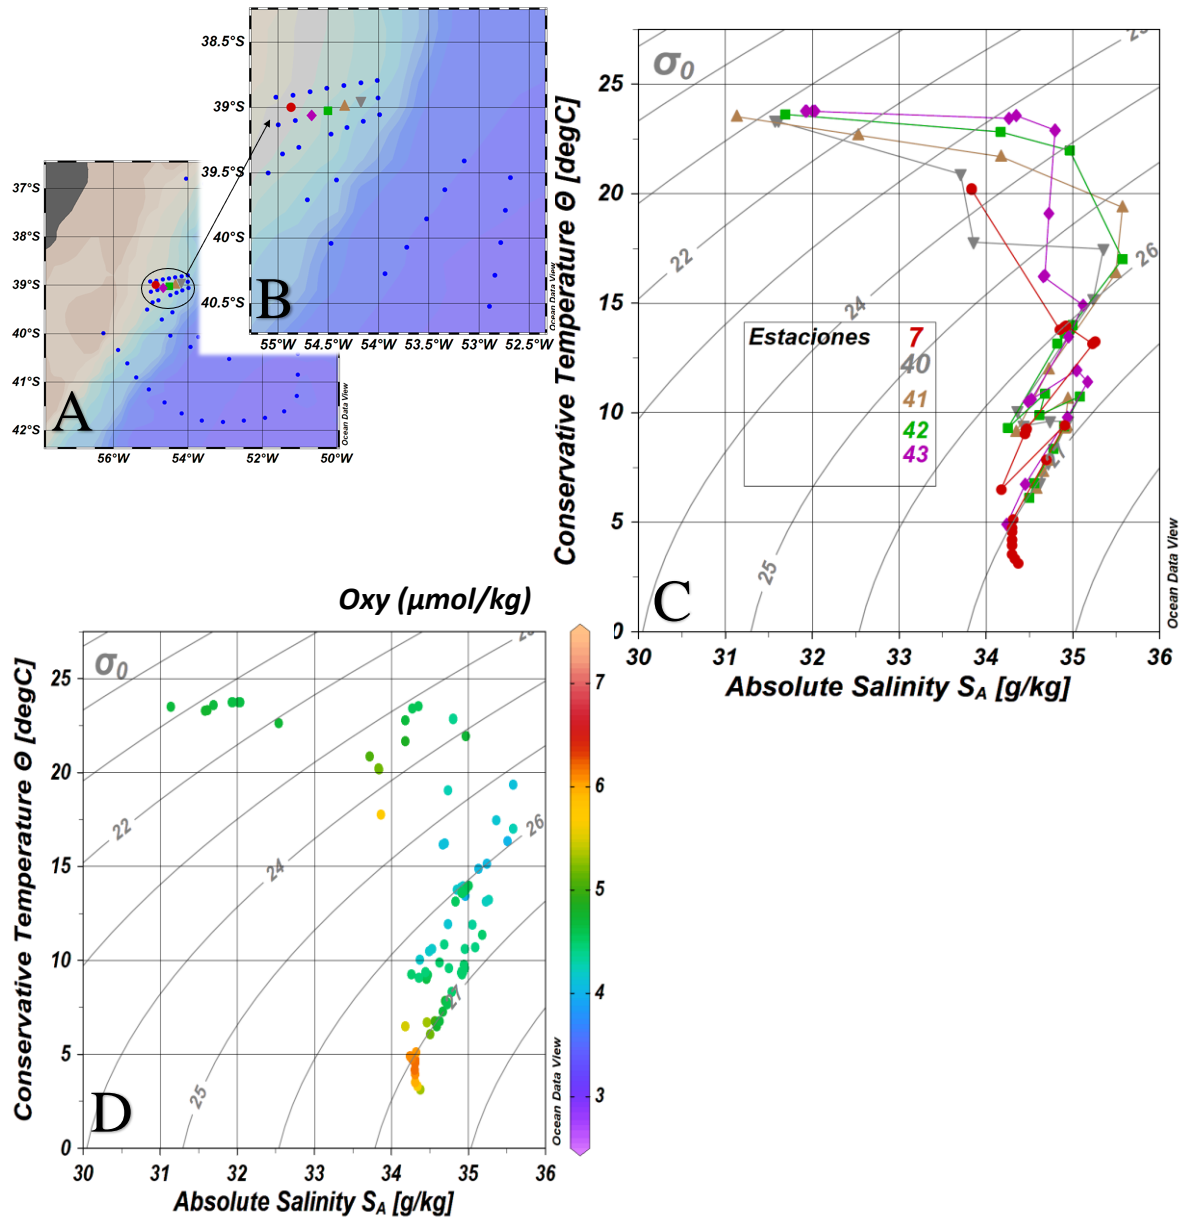 38.5°S
39°S
39.5°S
40°S
40.5°S
B
55°W 54.5°W 54°W 53.5°W 53°W 52.5°W
Ocean Data View
37°S
38°S
39°S
40°S
41°S
42°S
A
56°W 54°W 52°W 50°W
Ocean Data View
Conservative Temperature Θ [degC]
σ0
25
20
15
10
5
0
22
24
25
26
27
Estaciones
7
40
41
42
43
C
30 31 32 33 34 35 36
Absolute Salinity SA [g/kg]
Ocean Data View
Oxy (μmol/kg)
Conservative Temperature Θ [degC]
σ0
25
20
15
10
5
0
22
24
25
26
27
D
30 31 32 33 34 35 36
Absolute Salinity SA [g/kg]
Ocean Data View
7
6
5
4
3